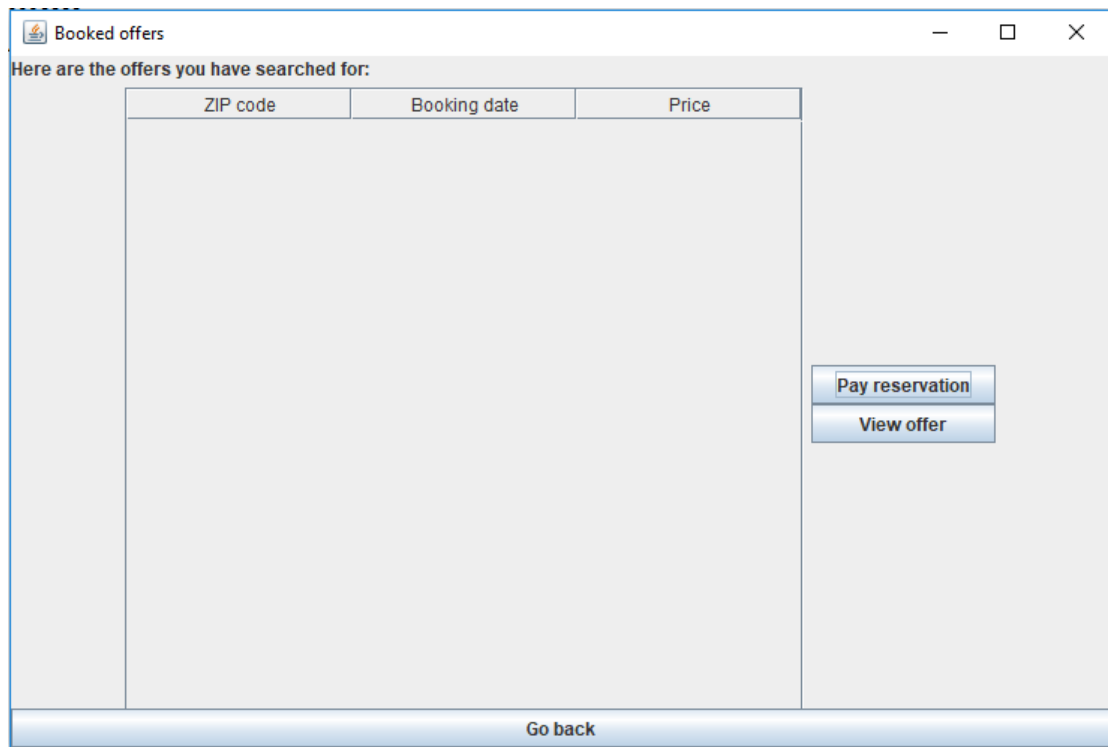 Booked offers
Here are the offers you have searched for:
ZIP code Booking date Price
Pay reservation
View offer
Go back